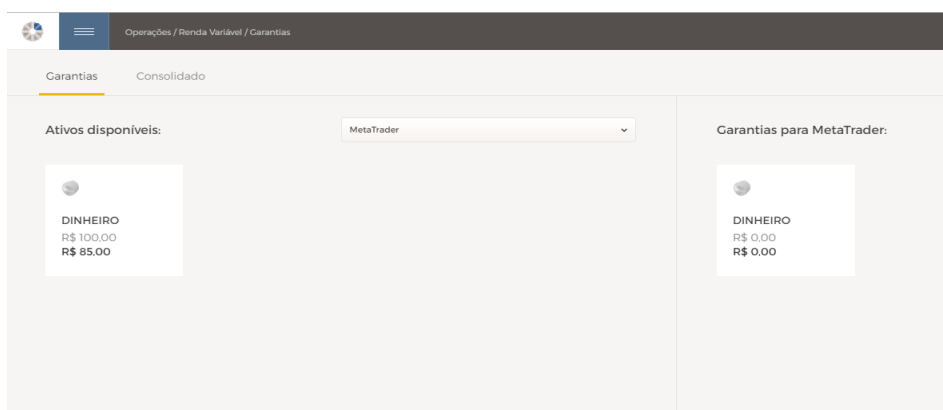 Operações / Renda Variável / Garantias
Garantias
Consolidado
Ativos disponíveis:
MetaTrader
DINHEIRO
R$ 100,00
R$ 85,00
Garantias para MetaTrader:
DINHEIRO
R$ 0,00
R$ 0,00